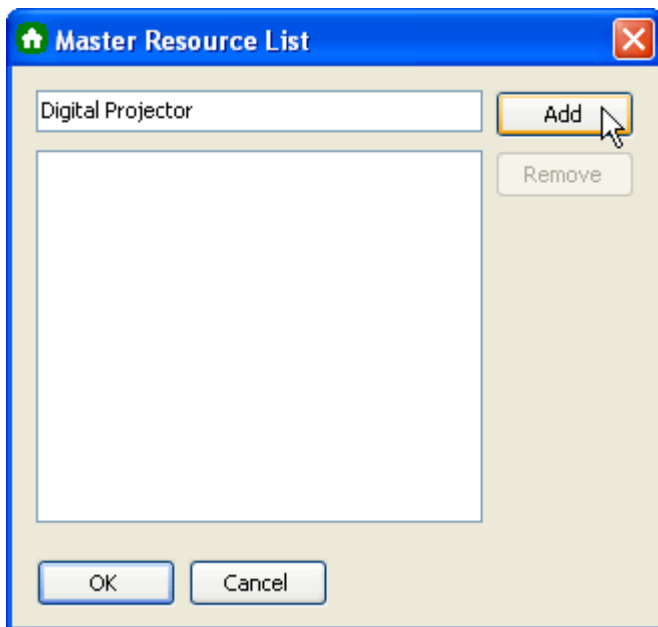 Master Resource List
Digital Projector
Add
Remove
OK
Cancel